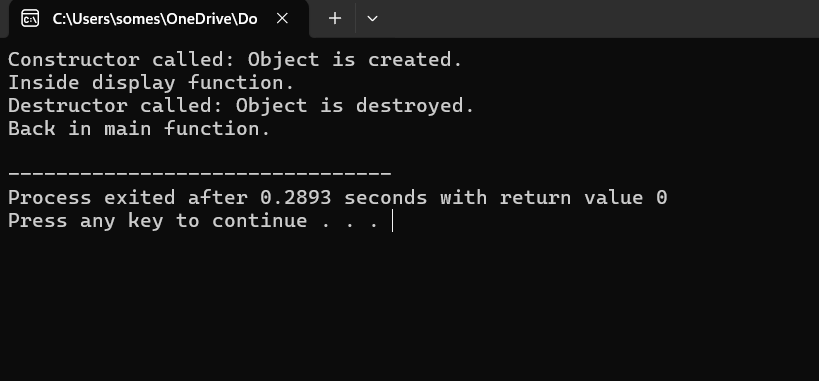 C:\Users\somes\OneDrive\Do
Constructor called: Object is created.
Inside display function.
Destructor called: Object is destroyed.
Back in main function.
--------------------------------
Process exited after 0.2893 seconds with return value 0
Press any key to continue . . .